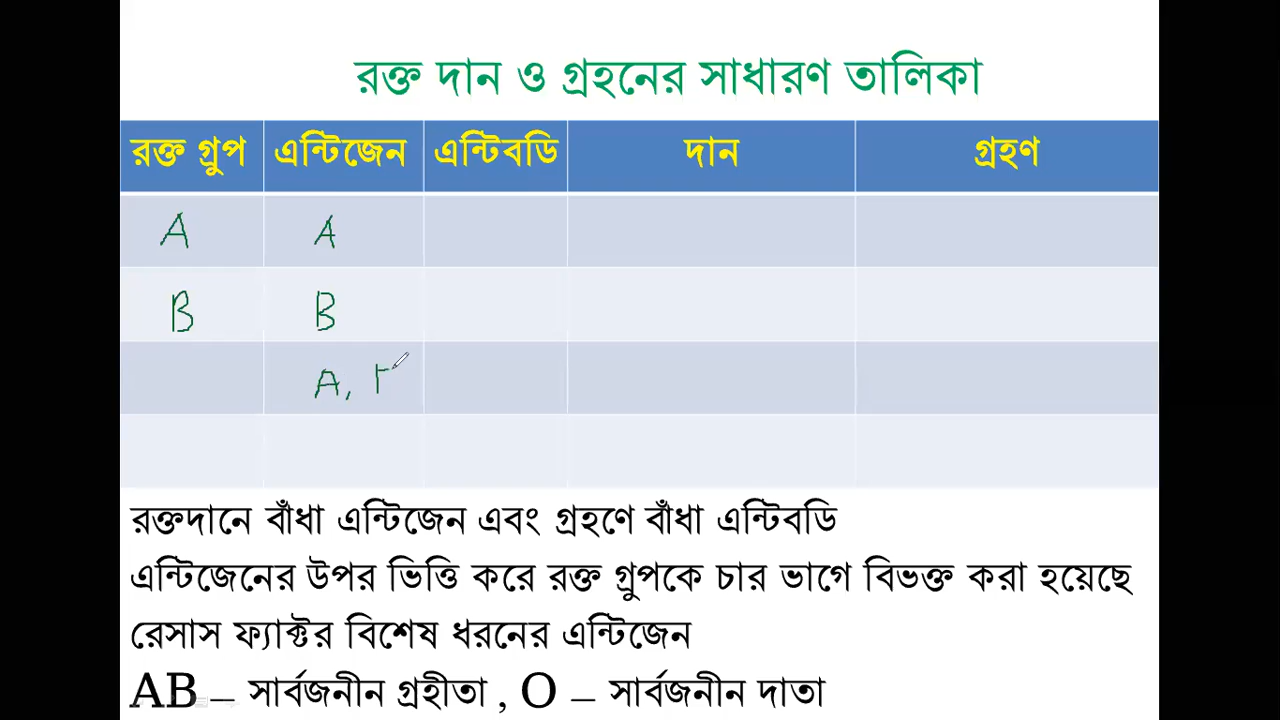 রক্ত দান ও গ্রহনের সাধারণ তালিকা
রক্ত গ্রুপ এন্টিজেন এন্টিবডি দান গ্রহণ
A A
B B
A,
রক্তদানে বাঁধা এন্টিজেন এবং গ্রহণে বাঁধা এন্টিবডি
এন্টিজেনের উপর ভিত্তি করে রক্ত গ্রুপকে চার ভাগে বিভক্ত করা হয়েছে
রেসাস ফ্যাক্টর বিশেষ ধরনের এন্টিজেন
AB – সার্বজনীন গ্রহীতা , O – সার্বজনীন দাতা